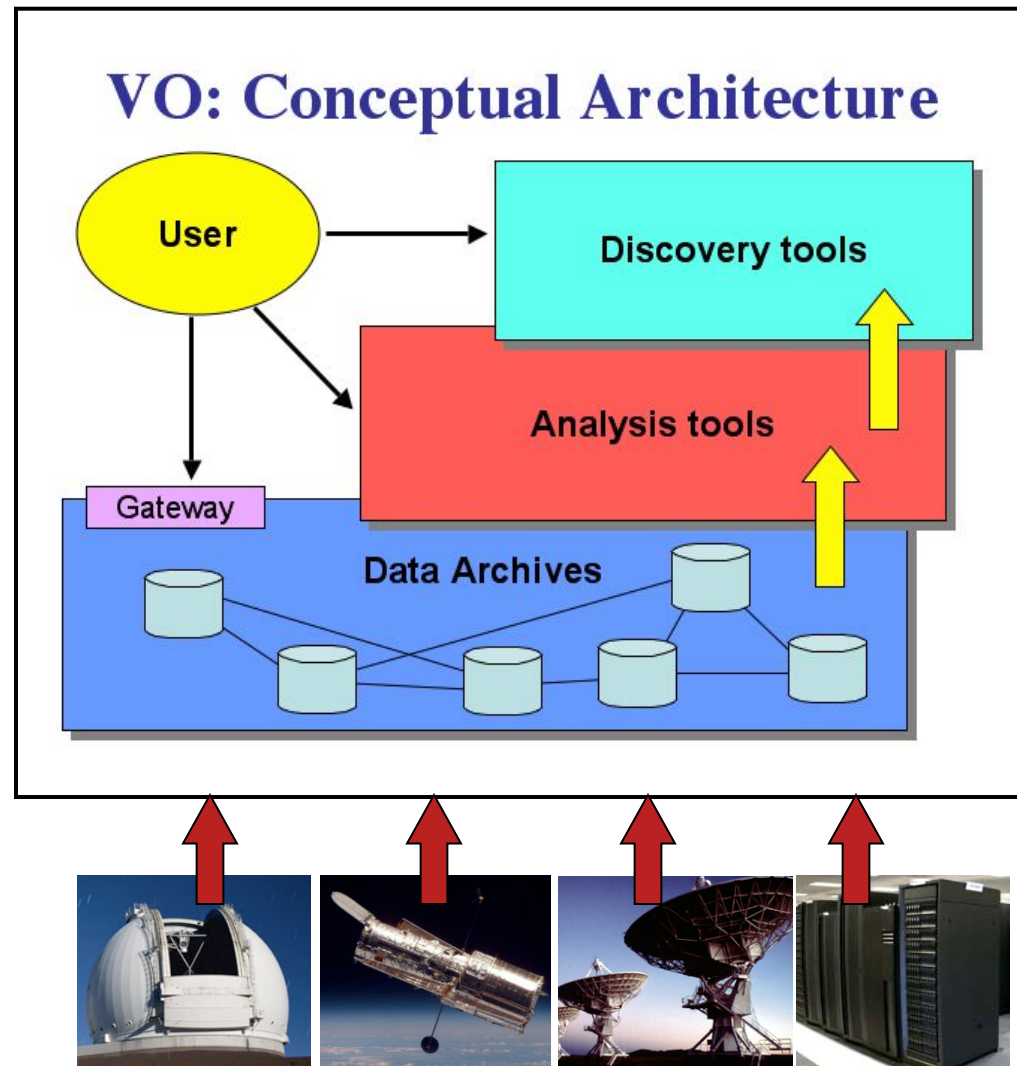 VO: Conceptual Architecture
User
Discovery tools
Analysis tools
Gateway
Data Archives